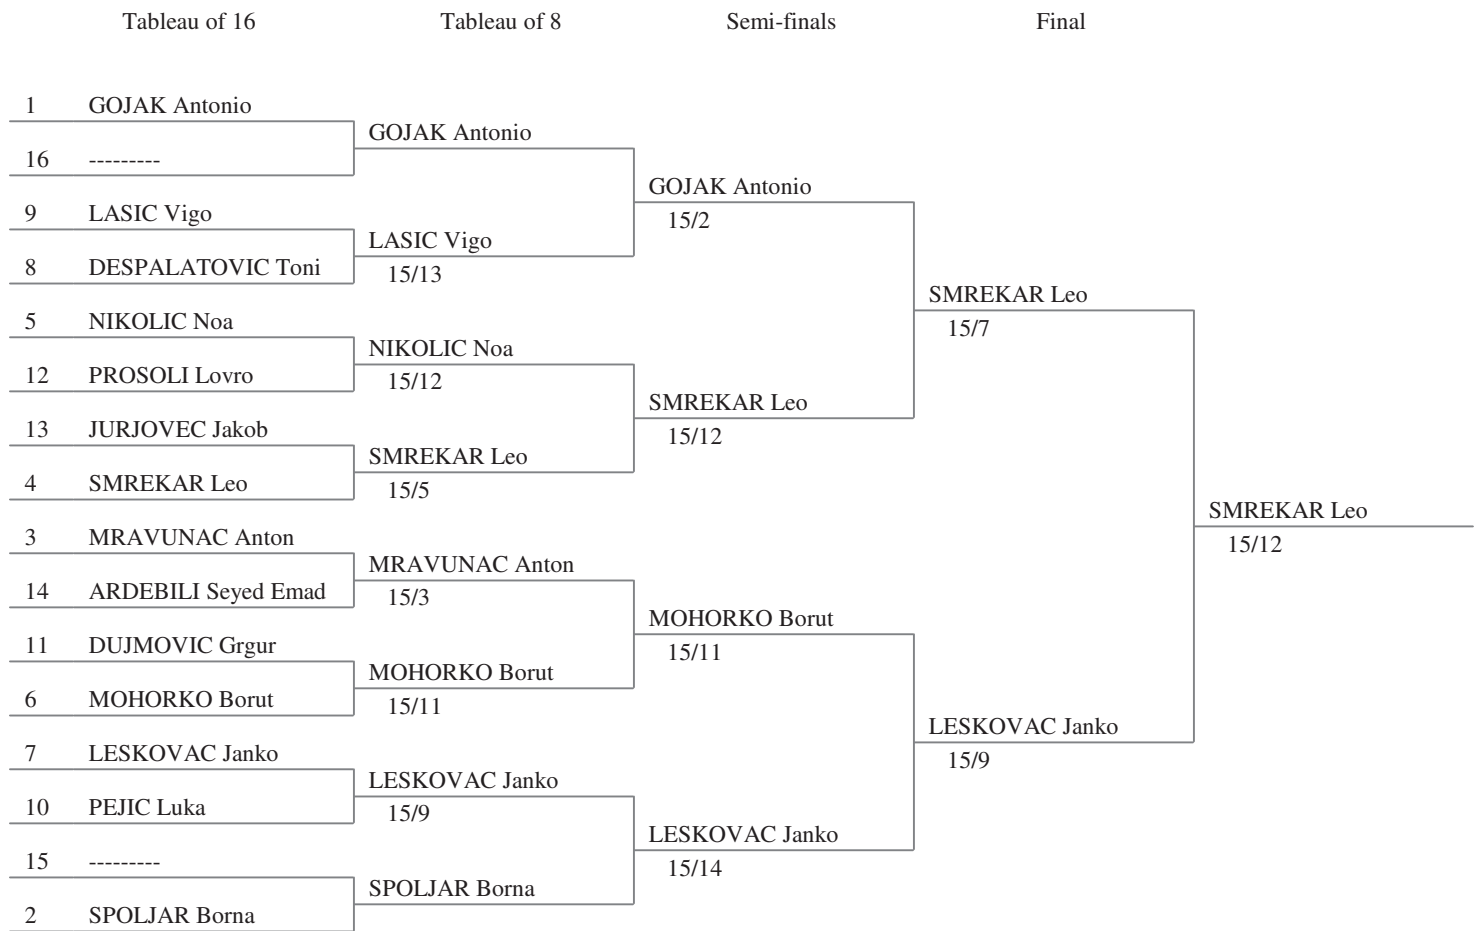 Tableau of 16 Tableau of 8 Semi-finals Final
1 GOJAK Antonio
GOJAK Antonio
16 ---------
GOJAK Antonio
9 LASIC Vigo
15/2
LASIC Vigo
8 DESPALATOVIC Toni
15/13
SMREKAR Leo
5 NIKOLIC Noa
15/7
NIKOLIC Noa
12 PROSOLI Lovro
15/12
SMREKAR Leo
13 JURJOVEC Jakob
15/12
SMREKAR Leo
4 SMREKAR Leo
15/5
SMREKAR Leo
3 MRAVUNAC Anton
15/12
MRAVUNAC Anton
14 ARDEBILI Seyed Emad
15/3
MOHORKO Borut
11 DUJMOVIC Grgur
15/11
MOHORKO Borut
6 MOHORKO Borut
15/11
LESKOVAC Janko
7 LESKOVAC Janko
15/9
LESKOVAC Janko
10 PEJIC Luka
15/9
LESKOVAC Janko
15 ---------
15/14
SPOLJAR Borna
2 SPOLJAR Borna